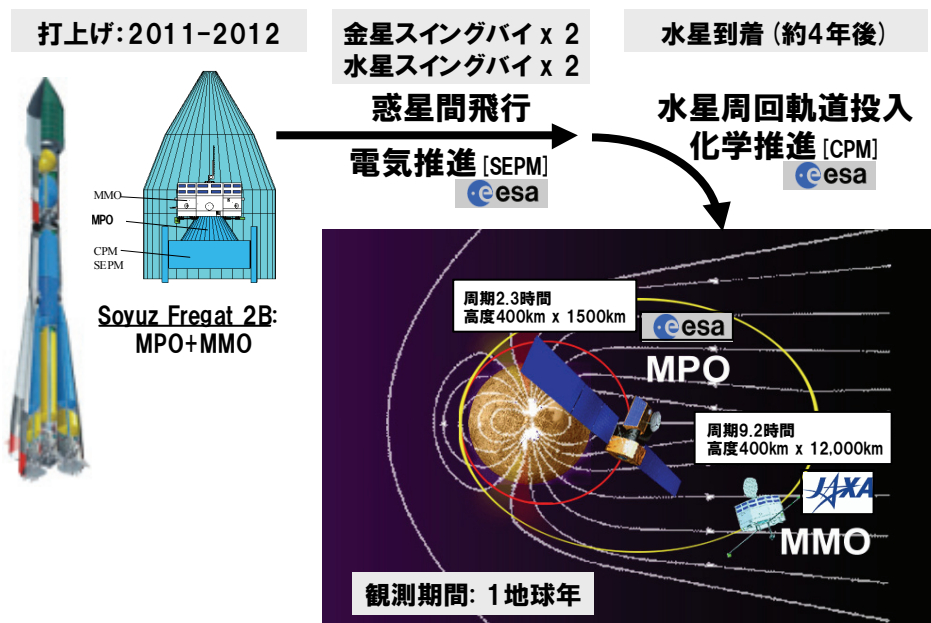 打上げ：2011-2012
金星スイングバイ x 2
水星スイングバイ x 2
水星到着 (約4年後)
惑星間飛行
電気推進 [SEPM]
esa
水星周回軌道投入
化学推進 [CPM]
esa
MMO
MPO
CPM
SEPM
Soyuz Fregat 2B:
MPO+MMO
周期2.3時間
高度400km x 1500km
esa
MPO
周期9.2時間
高度400km x 12,000km
JAXA
MMO
観測期間: 1地球年